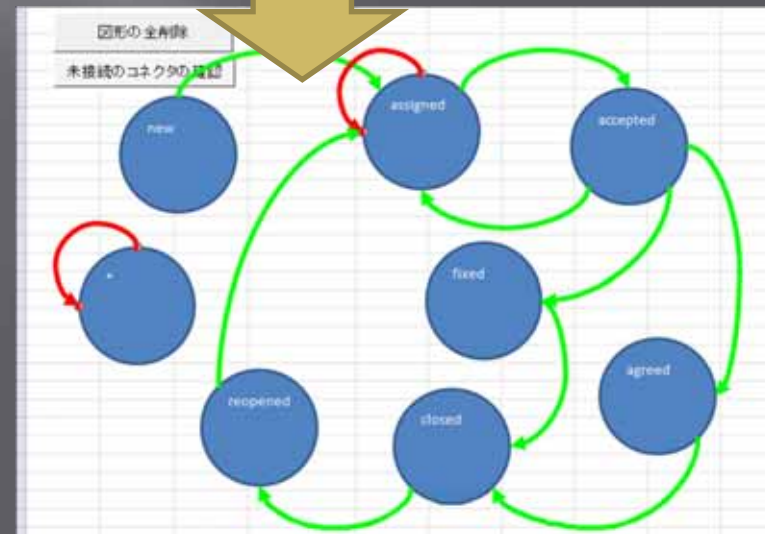 図形の全削除
未接続のコネクタの確認
new
assigned
accepted
*
fixed
agreed
reopened
closed